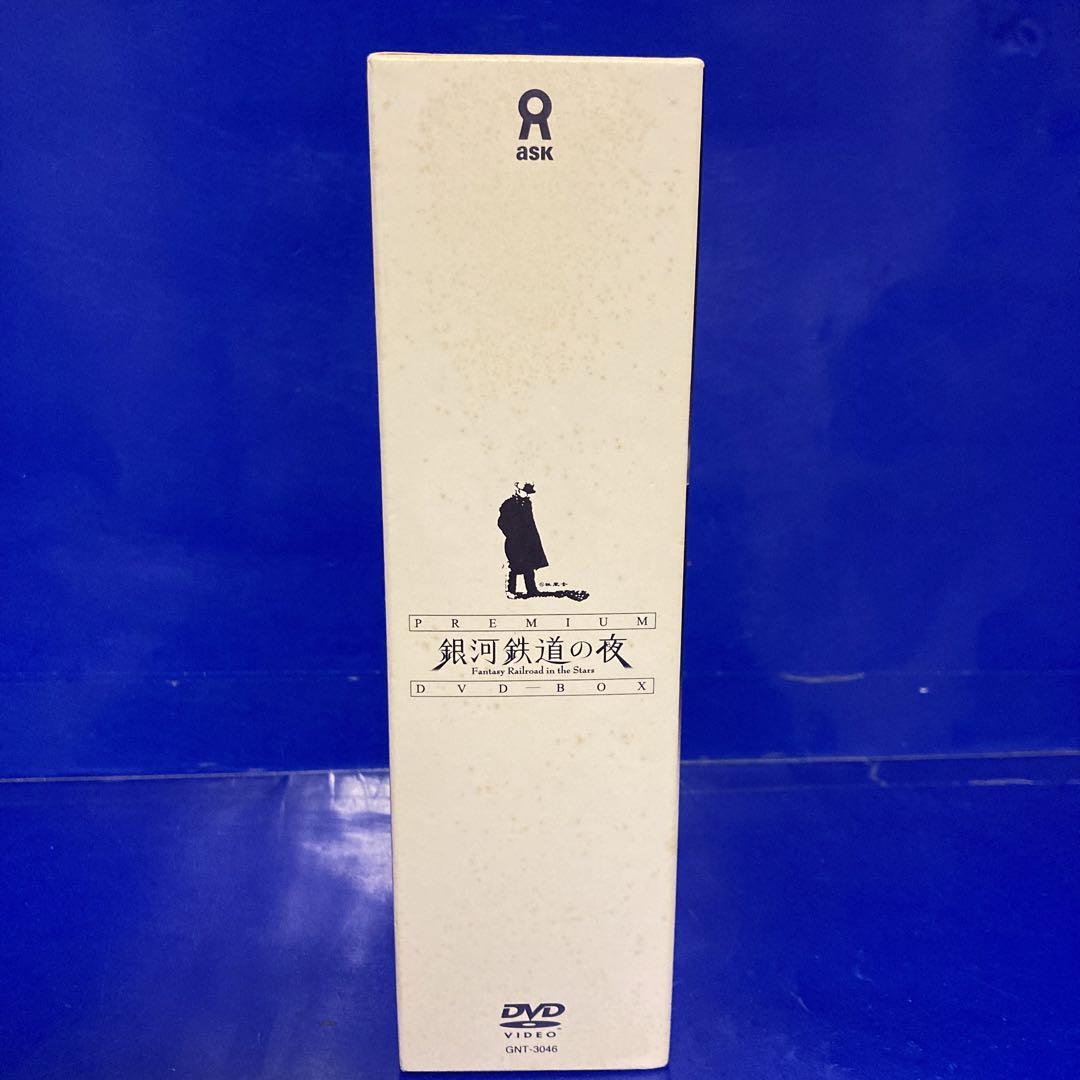 ask
PREMIUM
銀河鉄道の夜
Fantasy Railroad in the Stars
DVD—BOX
DVD
VIDEO
GNT-3046